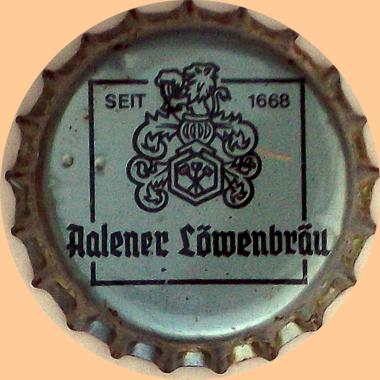 SEIT 1668
Aalener Löwenbräu